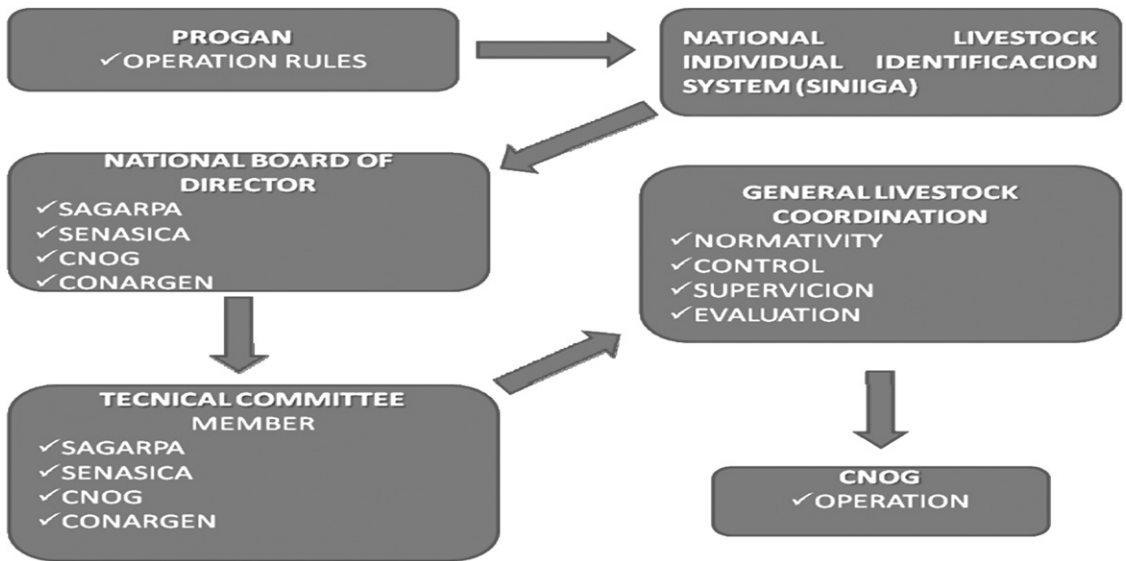 PROGAN
✓OPERATION RULES
NATIONAL LIVESTOCK
INDIVIDUAL IDENTIFICACION
SYSTEM (SINIIGA)
NATIONAL BOARD OF
DIRECTOR
✓SAGARPA
✓SENASICA
✓CNOG
✓CONARGEN
GENERAL LIVESTOCK
COORDINATION
✓NORMATIVITY
✓CONTROL
✓SUPERVICION
✓EVALUATION
TECNICAL COMMITTEE
MEMBER
✓SAGARPA
✓SENASICA
✓CNOG
✓CONARGEN
CNOG
✓OPERATION